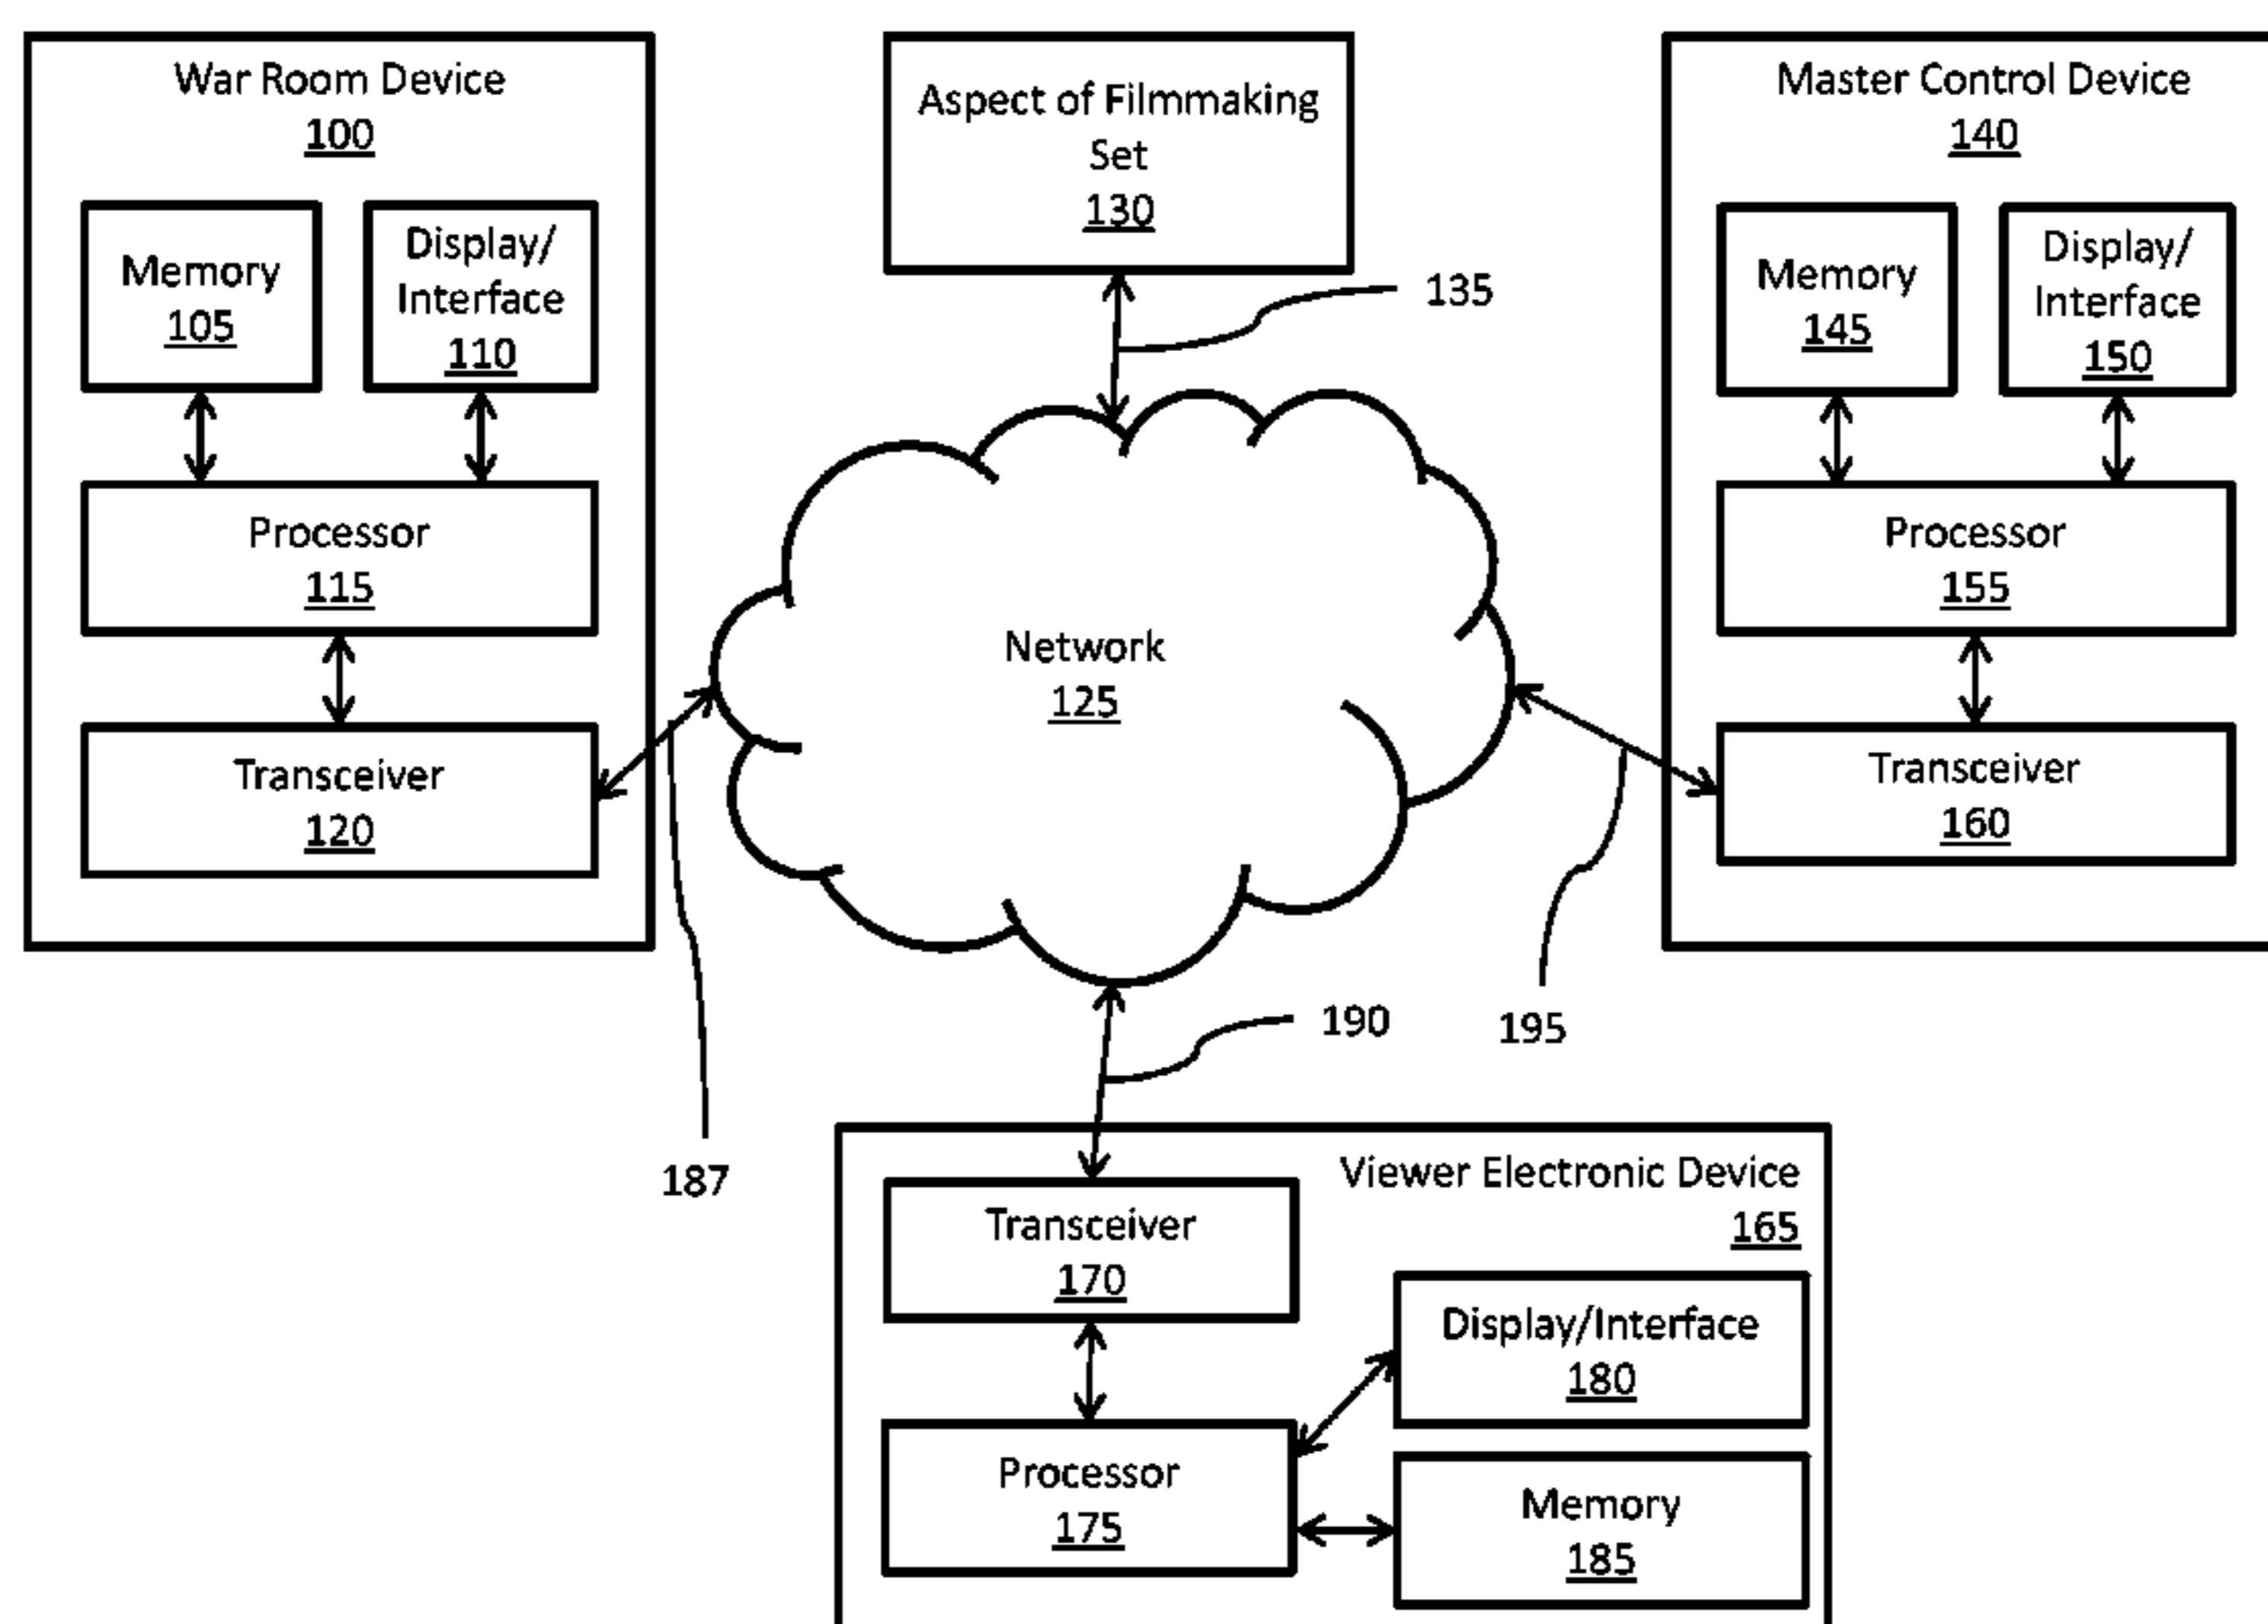 War Room Device
100
Memory
105
Display/
Interface
110
Processor
115
Transceiver
120
Aspect of Filmmaking
Set
130
135
Master Control Device
140
Memory
145
Display/
Interface
150
Processor
155
Transceiver
160
Network
125
187
190
195
Viewer Electronic Device
165
Transceiver
170
Display/Interface
180
Processor
175
Memory
185